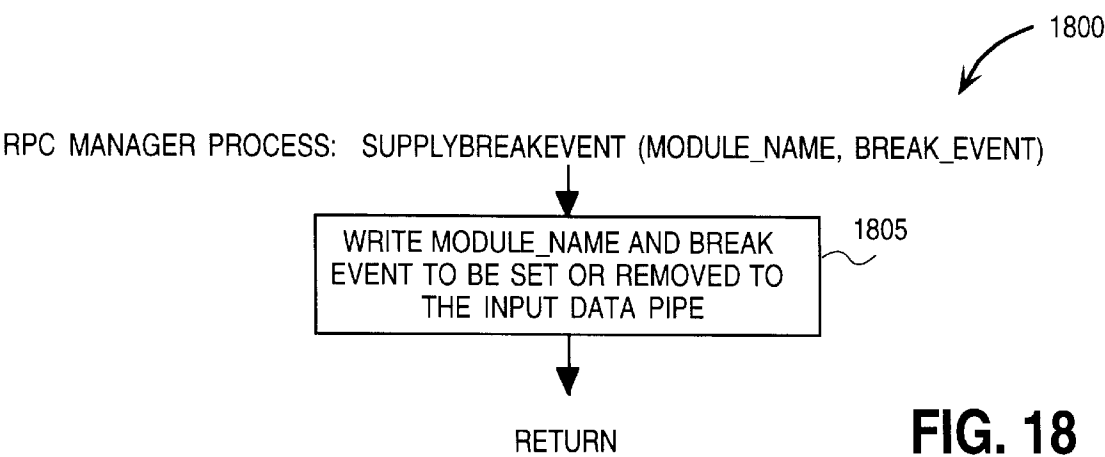 1800
RPC MANAGER PROCESS: SUPPLYBREAKEVENT (MODULE_NAME, BREAK_EVENT)
1805
WRITE MODULE_NAME AND BREAK
EVENT TO BE SET OR REMOVED TO
THE INPUT DATA PIPE
RETURN
FIG. 18